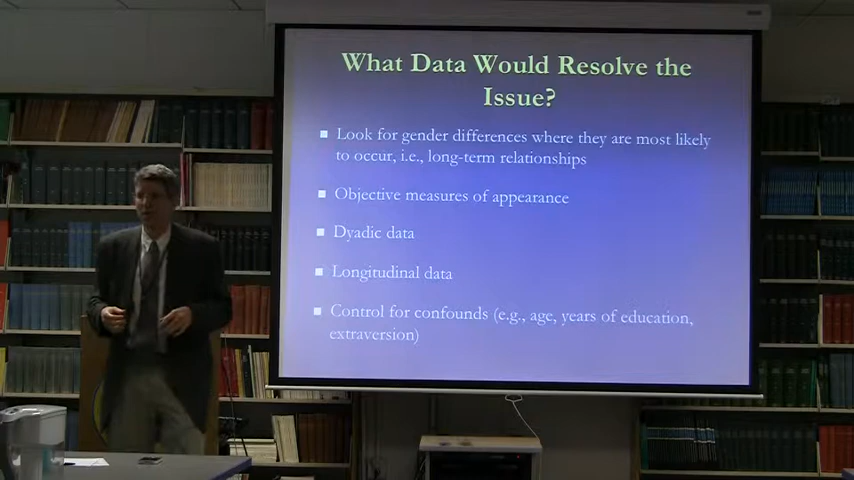 What Data Would Resolve the
Issue?
Look for gender differences where they are most likely
to occur, i.e., long-term relationships
Objective measures of appearance
Dyadic data
Longitudinal data
Control for confounds (e.g., age, years of education,
extraversion)